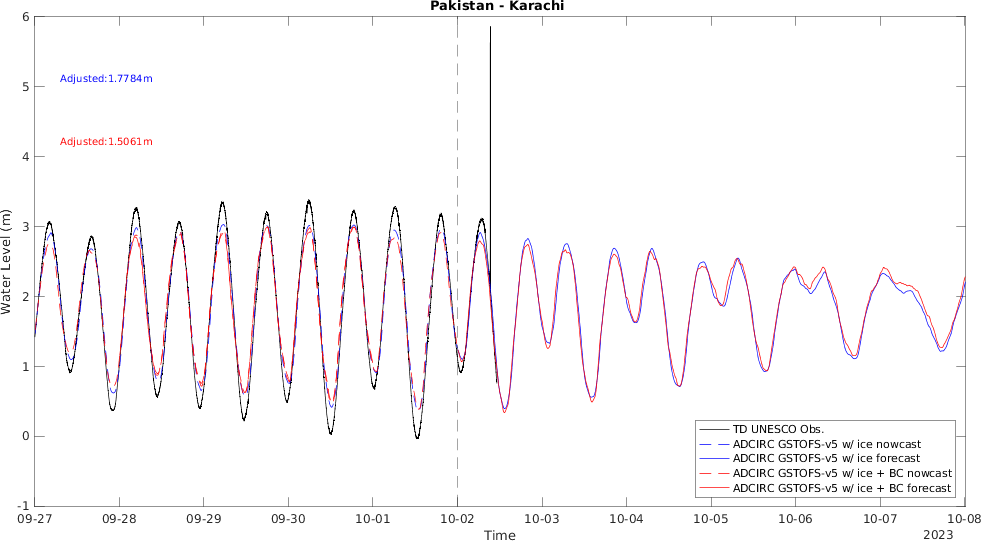 Pakistan - Karachi
6
5
4
3
2
1
0
-1
Water Level (m)
Adjusted:1.7784m
Adjusted:1.5061m
TD UNESCO Obs.
ADCIRC GSTOFS-v5 w/ ice nowcast
ADCIRC GSTOFS-v5 w/ ice forecast
ADCIRC GSTOFS-v5 w/ ice + BC nowcast
ADCIRC GSTOFS-v5 w/ ice + BC forecast
09-27 09-28 09-29 09-30 10-01 10-02 10-03 10-04 10-05 10-06 10-07 10-08
Time
2023